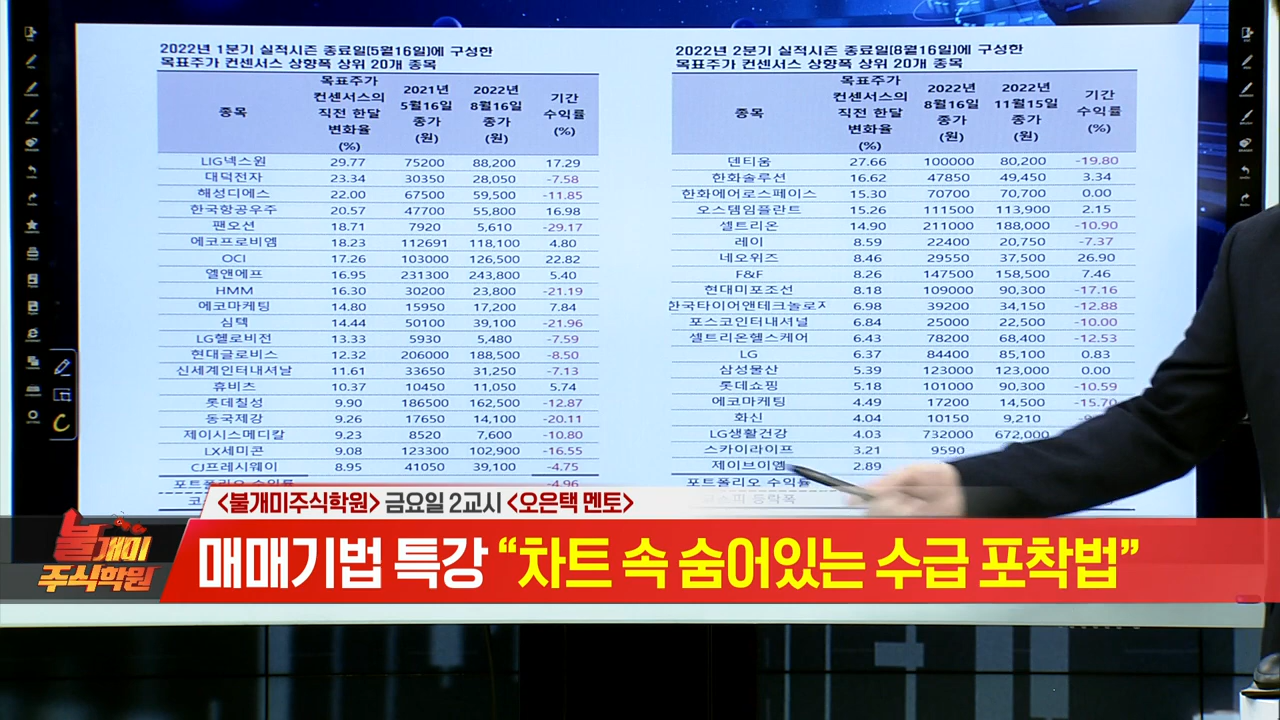 2022년 1분기 실적시즌 종료일(5월16일)에 구성한
목표주가 컨센서스 상향폭 상위 20개 종목
종목 목표주가 컨센서스의 직전 한달 변화율 (%) 2021년 5월16일 종가 (원) 2022년 8월16일 종가 (원) 기간 수익률 (%)
LIG넥스원 29.77 75200 88,200 17.29
대덕전자 23.34 30350 28,050 -7.58
해성디에스 22.00 67500 59,500 -11.85
한국항공우주 20.57 47700 55,800 16.98
팬오션 18.71 7920 5,610 -29.17
에코프로비엠 18.23 112691 118,100 4.80
OCI 17.26 103000 126,500 22.82
엘앤에프 16.95 231300 243,800 5.40
HMM 16.30 30200 23,800 -21.19
에코마케팅 14.80 15950 17,200 7.84
심텍 14.44 50100 39,100 -21.96
LG헬로비전 13.33 5930 5,480 -7.59
현대글로비스 12.32 206000 188,500 -8.50
신세계인터내셔날 11.61 33650 31,250 -7.13
휴비츠 10.37 10450 11,050 5.74
롯데칠성 9.90 186500 162,500 -12.87
동국제강 9.26 17650 14,100 -20.11
제이시스메디칼 9.23 8520 7,600 -10.80
LX세미콘 9.08 123300 102,900 -16.55
CJ프레시웨이 8.95 41050 39,100 -4.75
포트폴리오 수익률 -4.96
2022년 2분기 실적시즌 종료일(8월16일)에 구성한
목표주가 컨센서스 상향폭 상위 20개 종목
종목 목표주가 컨센서스의 직전 한달 변화율 (%) 2022년 8월16일 종가 (원) 2022년 11월15일 종가 (원) 기간 수익률 (%)
덴티움 27.66 100000 80,200 -19.80
한화솔루션 16.62 47850 49,450 3.34
한화에어로스페이스 15.30 70700 70,700 0.00
오스템임플란트 15.26 111500 113,900 2.15
셀트리온 14.90 211000 188,000 -10.90
레이 8.59 22400 20,750 -7.37
네오위즈 8.46 29550 37,500 26.90
F&F 8.26 147500 158,500 7.46
현대미포조선 8.18 109000 90,300 -17.16
한국타이어앤테크놀로지 6.98 39200 34,150 -12.88
포스코인터내셔널 6.84 25000 22,500 -10.00
셀트리온헬스케어 6.43 78200 68,400 -12.53
LG 6.37 84400 85,100 0.83
삼성물산 5.39 123000 123,000 0.00
롯데쇼핑 5.18 101000 90,300 -10.59
에코마케팅 4.49 17200 14,500 -15.70
화신 4.04 10150 9,210
LG생활건강 4.03 732000 672,000
스카이라이프 3.21 9590
제이브이엠 2.89
포트폴리오 수익률
코스피 등락폭
<불개미주식학원> 금요일 2교시 <오은택 멘토>
불개미
주식학원
매매기법 특강 “차트 속 숨어있는 수급 포착법”